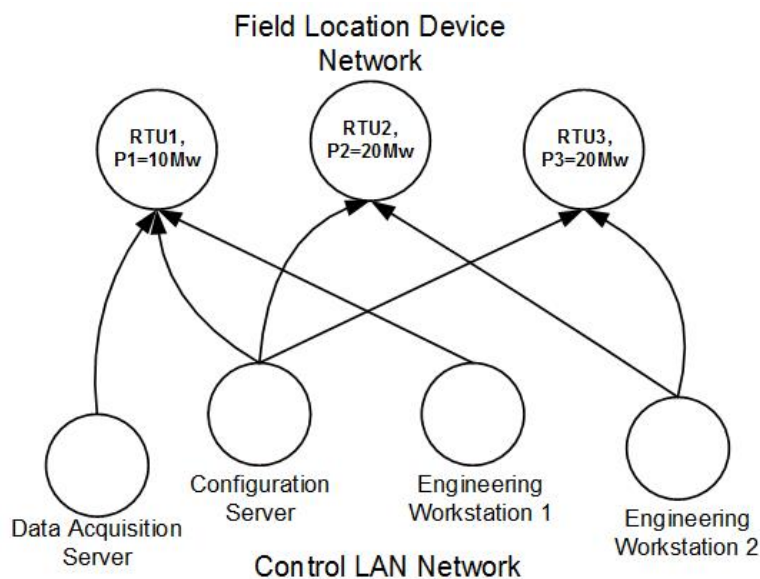 Field Location Device
Network
RTU1,
P1=10Mw
RTU2,
P2=20Mw
RTU3,
P3=20Mw
Data Acquisition
Server
Configuration
Server
Engineering
Workstation 1
Engineering
Workstation 2
Control LAN Network